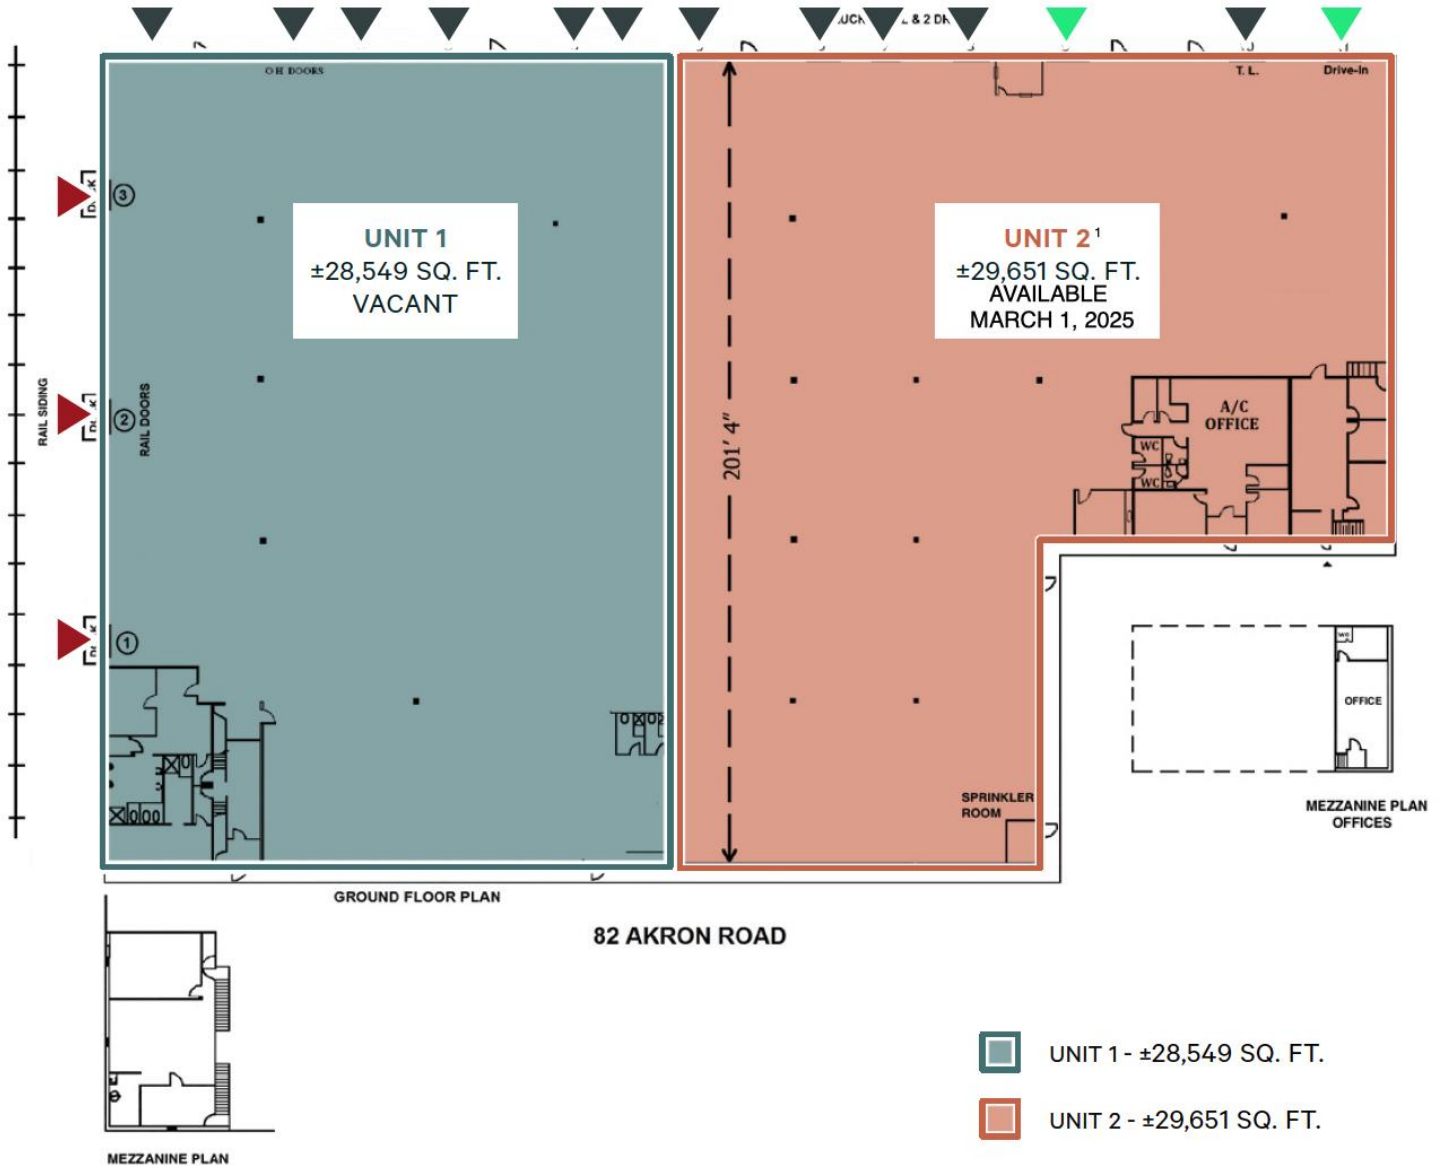 & 2
O H DOORS
T. L.
Drive-In
3
UNIT 1
±28,549 SQ. FT.
VACANT
UNIT 2¹
±29,651 SQ. FT.
AVAILABLE
MARCH 1, 2025
RAIL SIDING
2
RAIL DOORS
201' 4"
A/C
OFFICE
WC
WC
1
WC
OFFICE
SPRINKLER
ROOM
MEZZANINE PLAN
OFFICES
GROUND FLOOR PLAN
82 AKRON ROAD
UNIT 1 - ±28,549 SQ. FT.
UNIT 2 - ±29,651 SQ. FT.
MEZZANINE PLAN